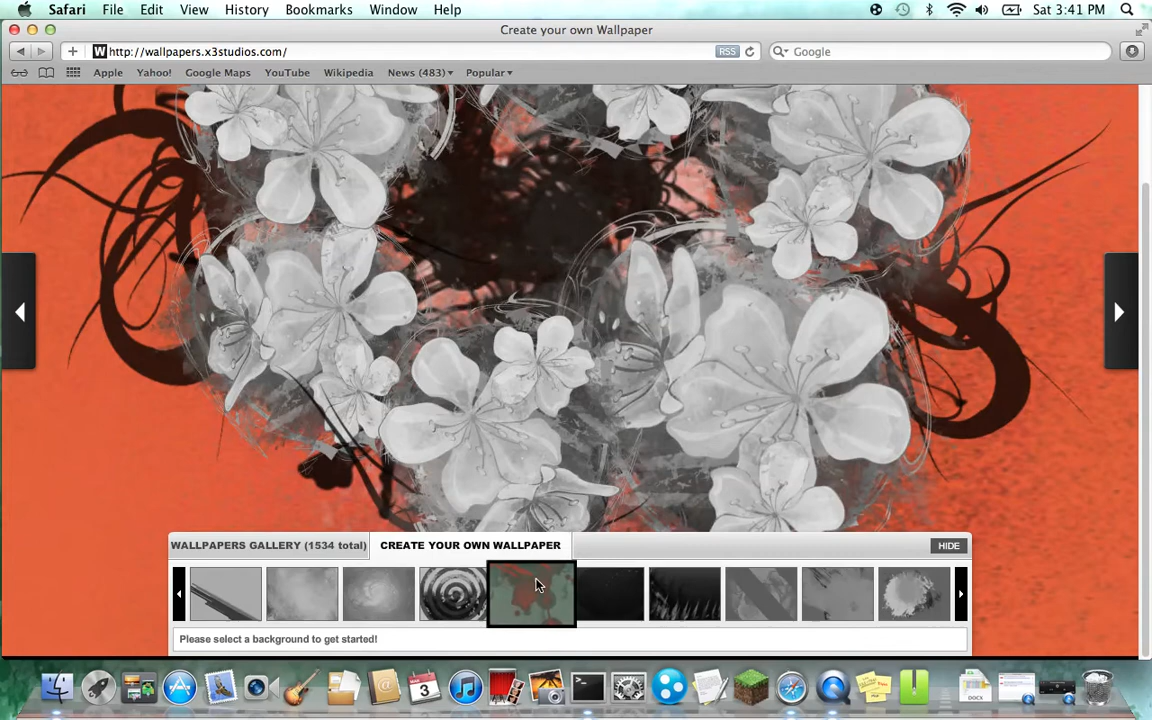 Safari File Edit View History Bookmarks Window Help Sat 3:41 PM
Create your own Wallpaper
W http://wallpapers.x3studios.com/ RSS Google
Apple Yahoo! Google Maps YouTube Wikipedia News (483) Popular
WALLPAPERS GALLERY (1534 total) CREATE YOUR OWN WALLPAPER HIDE
Please select a background to get started!
3
DOCX